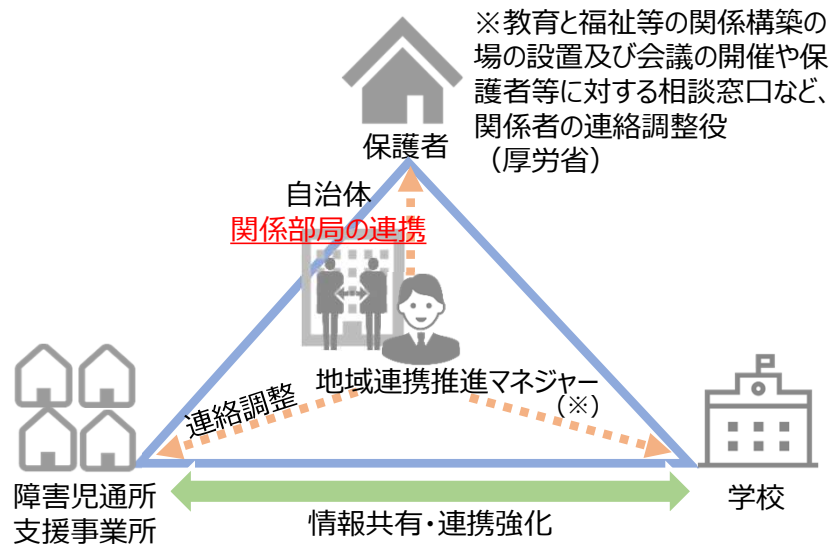 ※教育と福祉等の関係構築の
場の設置及び会議の開催や保
護者等に対する相談窓口など、
関係者の連絡調整役
（厚労省）
保護者
自治体
関係部局の連携
地域連携推進マネジャー
（※）
連絡調整
障害児通所
支援事業所
学校
情報共有・連携強化